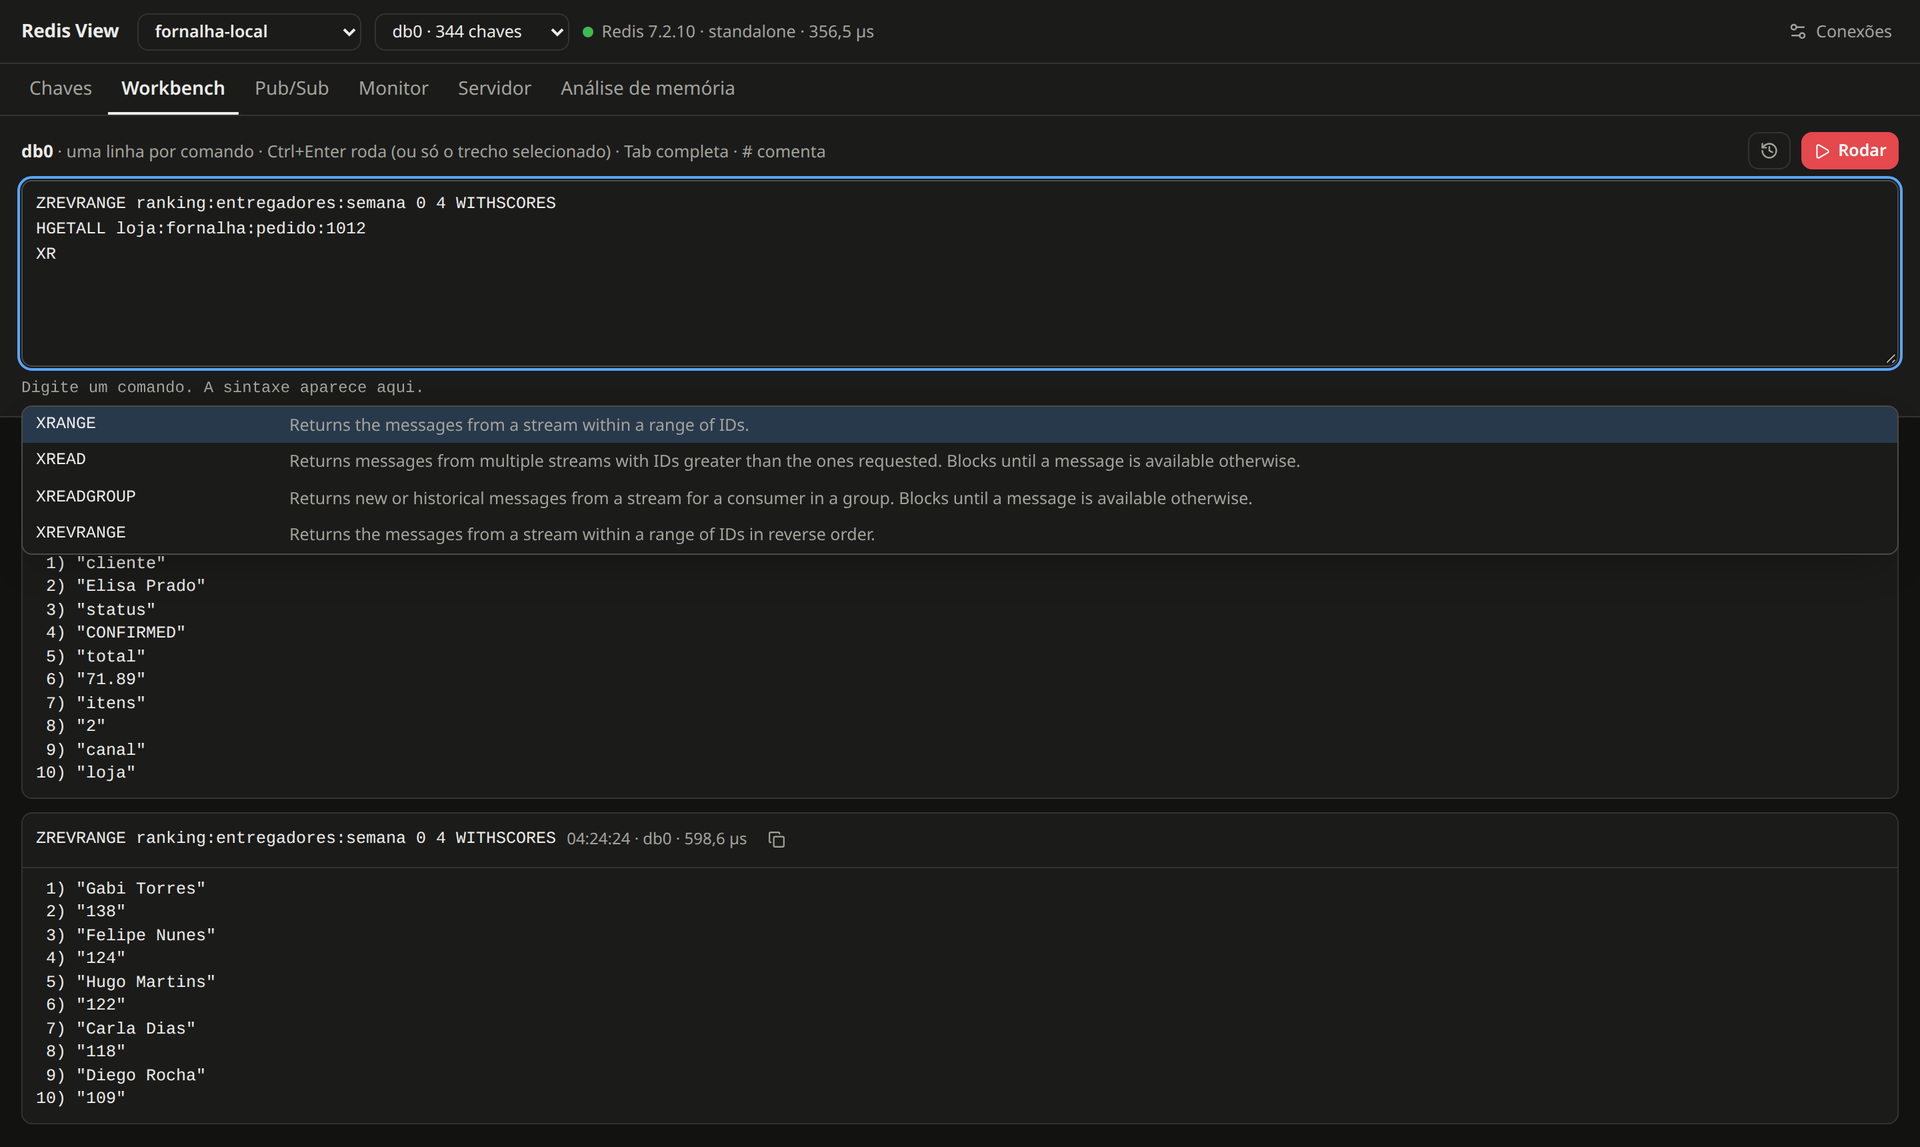 Redis View fornalha-local db0 · 344 chaves Redis 7.2.10 · standalone · 356,5 µs Conexões
Chaves Workbench Pub/Sub Monitor Servidor Análise de memória
db0 · uma linha por comando · Ctrl+Enter roda (ou só o trecho selecionado) · Tab completa · # comenta Rodar
ZREVRANGE ranking:entregadores:semana 0 4 WITHSCORES
HGETALL loja:fornalha:pedido:1012
XR
Digite um comando. A sintaxe aparece aqui.
XRANGE Returns the messages from a stream within a range of IDs.
XREAD Returns messages from multiple streams with IDs greater than the ones requested. Blocks until a message is available otherwise.
XREADGROUP Returns new or historical messages from a stream for a consumer in a group. Blocks until a message is available otherwise.
XREVRANGE Returns the messages from a stream within a range of IDs in reverse order.
1) "cliente"
2) "Elisa Prado"
3) "status"
4) "CONFIRMED"
5) "total"
6) "71.89"
7) "itens"
8) "2"
9) "canal"
10) "loja"
ZREVRANGE ranking:entregadores:semana 0 4 WITHSCORES 04:24:24 · db0 · 598,6 µs
1) "Gabi Torres"
2) "138"
3) "Felipe Nunes"
4) "124"
5) "Hugo Martins"
6) "122"
7) "Carla Dias"
8) "118"
9) "Diego Rocha"
10) "109"